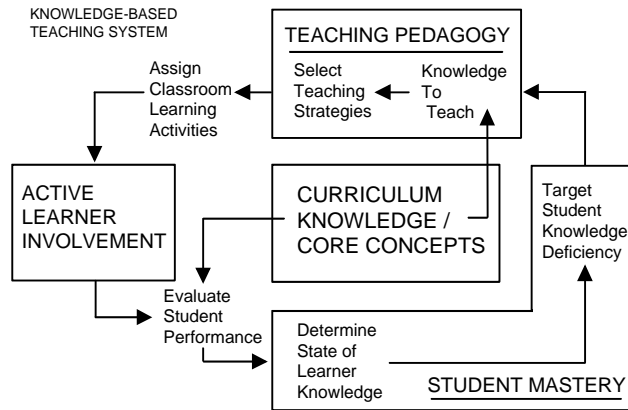 KNOWLEDGE-BASED
TEACHING SYSTEM
TEACHING PEDAGOGY
Assign
Classroom
Learning
Activities
Select
Teaching
Strategies
Knowledge
To
Teach
ACTIVE
LEARNER
INVOLVEMENT
CURRICULUM
KNOWLEDGE /
CORE CONCEPTS
Target
Student
Knowledge
Deficiency
Evaluate
Student
Performance
Determine
State of
Learner
Knowledge
STUDENT MASTERY